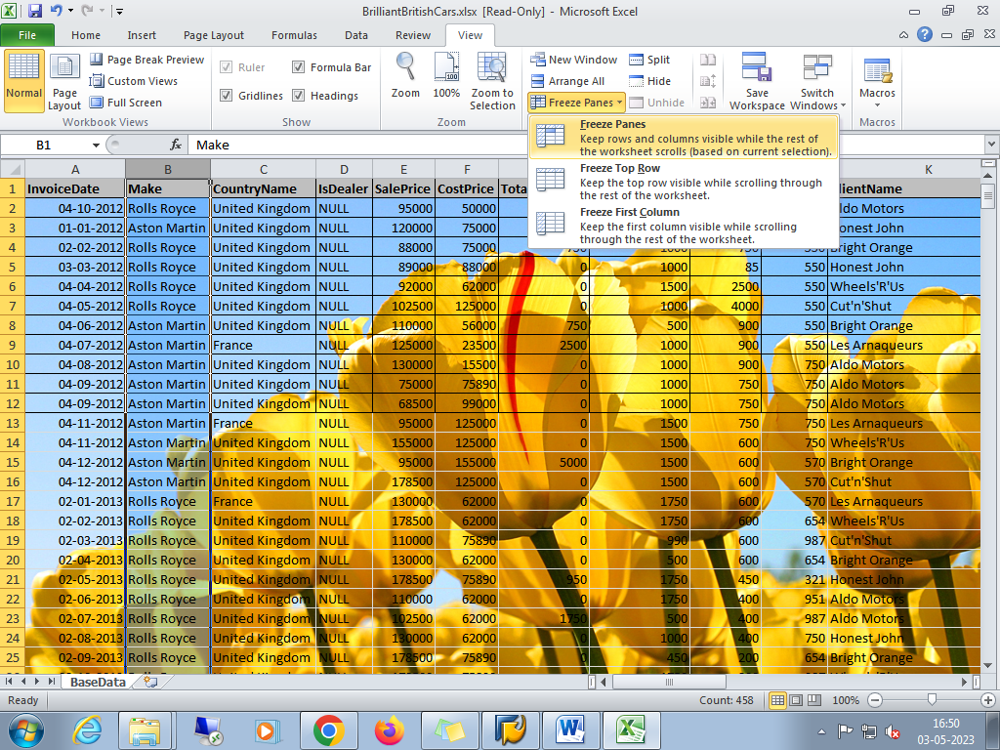 BrilliantBritishCars.xlsx [Read-Only] - Microsoft Excel
File Home Insert Page Layout Formulas Data Review View
Normal Page Layout Page Break Preview Custom Views Full Screen
Workbook Views
Ruler Formula Bar
Gridlines Headings
Show
Zoom 100% Zoom to Selection
Zoom
New Window Split
Arrange All Hide
Freeze Panes Unhide
Save Workspace Switch Windows
Macros
Macros
Freeze Panes
Keep rows and columns visible while the rest of
the worksheet scrolls (based on current selection).
Freeze Top Row
Keep the top row visible while scrolling through
the rest of the worksheet.
Freeze First Column
Keep the first column visible while scrolling
through the rest of the worksheet.
B1 fx Make
A B C D E F K
1 InvoiceDate Make CountryName IsDealer SalePrice CostPrice
2 04-10-2012 Rolls Royce United Kingdom NULL 95000 50000 Aldo Motors
3 01-01-2012 Aston Martin United Kingdom NULL 120000 75000 Honest John
4 02-02-2012 Rolls Royce United Kingdom NULL 88000 75000 750 1000 750 550 Bright Orange
5 03-03-2012 Rolls Royce United Kingdom NULL 89000 88000 0 1000 85 550 Honest John
6 04-04-2012 Rolls Royce United Kingdom NULL 92000 62000 0 1500 2500 550 Wheels'R'Us
7 04-05-2012 Rolls Royce United Kingdom NULL 102500 125000 0 1000 4000 550 Cut'n'Shut
8 04-06-2012 Aston Martin United Kingdom NULL 110000 56000 750 500 900 550 Bright Orange
9 04-07-2012 Aston Martin France NULL 125000 23500 2500 1000 900 550 Les Arnaqueurs
10 04-08-2012 Aston Martin United Kingdom NULL 130000 15500 0 1000 900 750 Aldo Motors
11 04-09-2012 Aston Martin United Kingdom NULL 75000 75890 0 1000 750 750 Aldo Motors
12 04-09-2012 Aston Martin United Kingdom NULL 68500 99000 0 1000 750 750 Aldo Motors
13 04-11-2012 Aston Martin France NULL 95000 125000 0 1500 750 750 Les Arnaqueurs
14 04-11-2012 Aston Martin United Kingdom NULL 155000 125000 0 1500 600 750 Wheels'R'Us
15 04-12-2012 Aston Martin United Kingdom NULL 95000 155000 5000 1500 600 570 Bright Orange
16 04-12-2012 Aston Martin United Kingdom NULL 178500 125000 0 1500 600 570 Cut'n'Shut
17 02-01-2013 Rolls Royce France NULL 130000 62000 0 1750 600 570 Les Arnaqueurs
18 02-02-2013 Rolls Royce United Kingdom NULL 178500 62000 0 1750 600 654 Wheels'R'Us
19 02-03-2013 Rolls Royce United Kingdom NULL 110000 75890 0 990 600 987 Cut'n'Shut
20 02-04-2013 Rolls Royce United Kingdom NULL 130000 62000 0 500 600 654 Bright Orange
21 02-05-2013 Rolls Royce United Kingdom NULL 178500 75890 950 1750 450 321 Honest John
22 02-06-2013 Rolls Royce United Kingdom NULL 110000 62000 0 1750 400 951 Aldo Motors
23 02-07-2013 Rolls Royce United Kingdom NULL 102500 62000 1750 500 400 987 Aldo Motors
24 02-08-2013 Rolls Royce United Kingdom NULL 130000 62000 0 1000 400 750 Honest John
25 02-09-2013 Rolls Royce United Kingdom NULL 178500 75890 0 450 200 654 Bright Orange
BaseData
Ready Count: 458 100%
16:50
03-05-2023